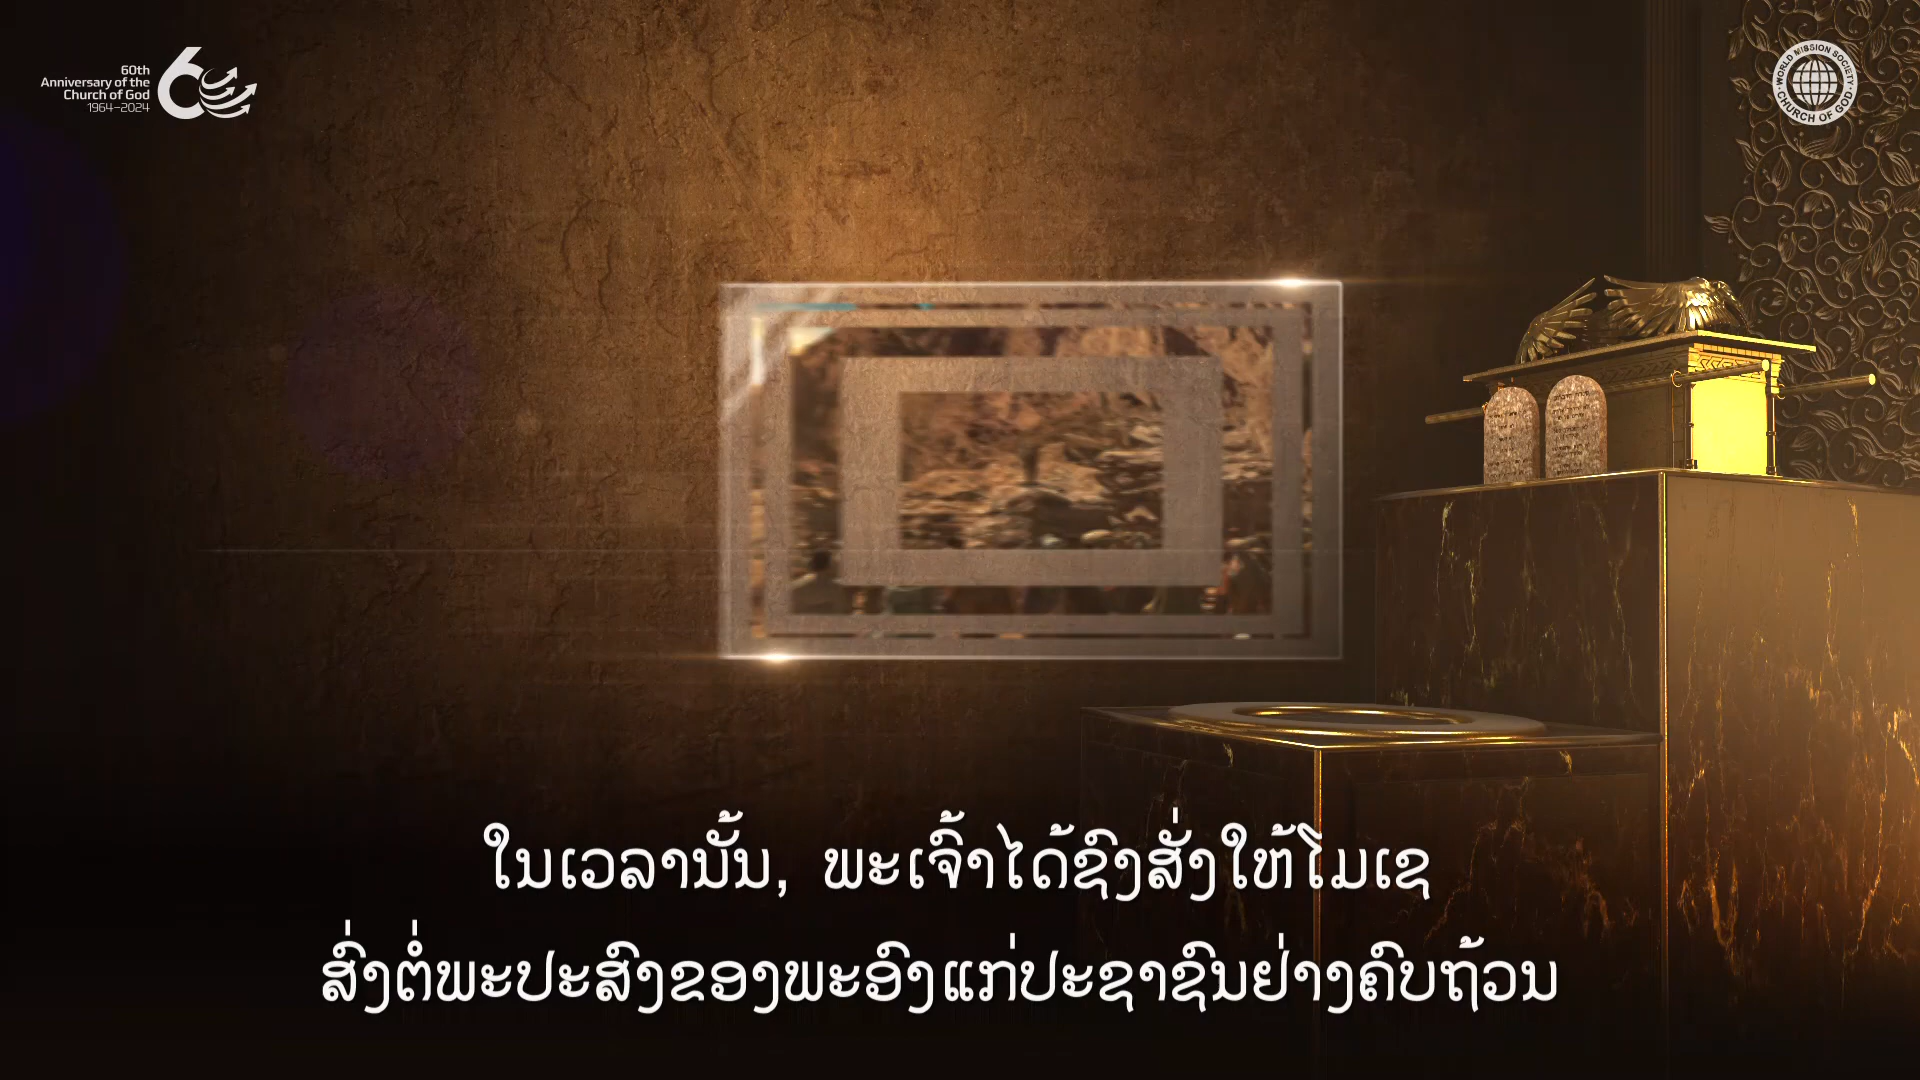 60th
Anniversary of the
Church of God
1964–2024
60
WORLD MISSION SOCIETY
CHURCH OF GOD
ໃນເວລານັ້ນ, ພະເຈົ້າໄດ້ຊົງສັ່ງໃຫ້ໂມເຊ
ສົ່ງຕໍ່ພະປະສົງຂອງພະອົງແກ່ປະຊາຊົນຢ່າງຄົບຖ້ວນ